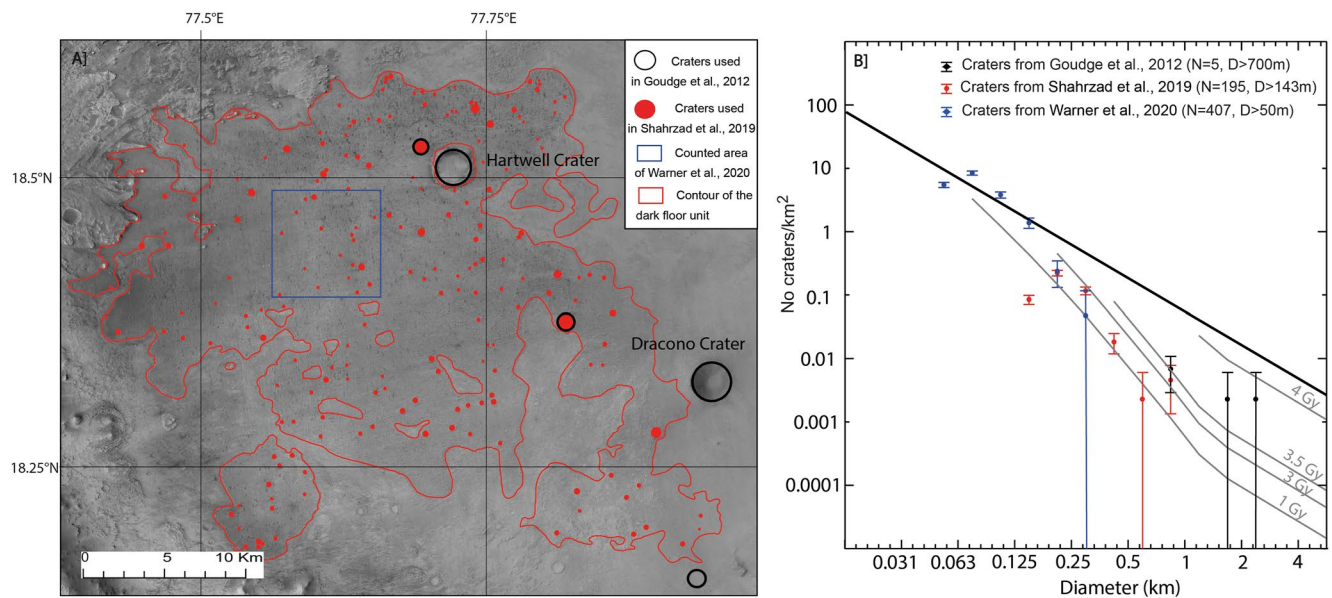 77.5°E
77.75°E
A]
Craters used
in Goudge et al., 2012
Craters used
in Shahrzad et al., 2019
Counted area
of Warner et al., 2020
Contour of the
dark floor unit
Hartwell Crater
18.5°N
Dracono Crater
18.25°N
0 5 10 Km
B]
Craters from Goudge et al., 2012 (N=5, D>700m)
Craters from Shahrzad et al., 2019 (N=195, D>143m)
Craters from Warner et al., 2020 (N=407, D>50m)
No craters/km²
100
10
1
0.1
0.01
0.001
0.0001
4 Gy
3.5 Gy
3 Gy
1 Gy
0.031 0.063 0.125 0.25 0.5 1 2 4
Diameter (km)